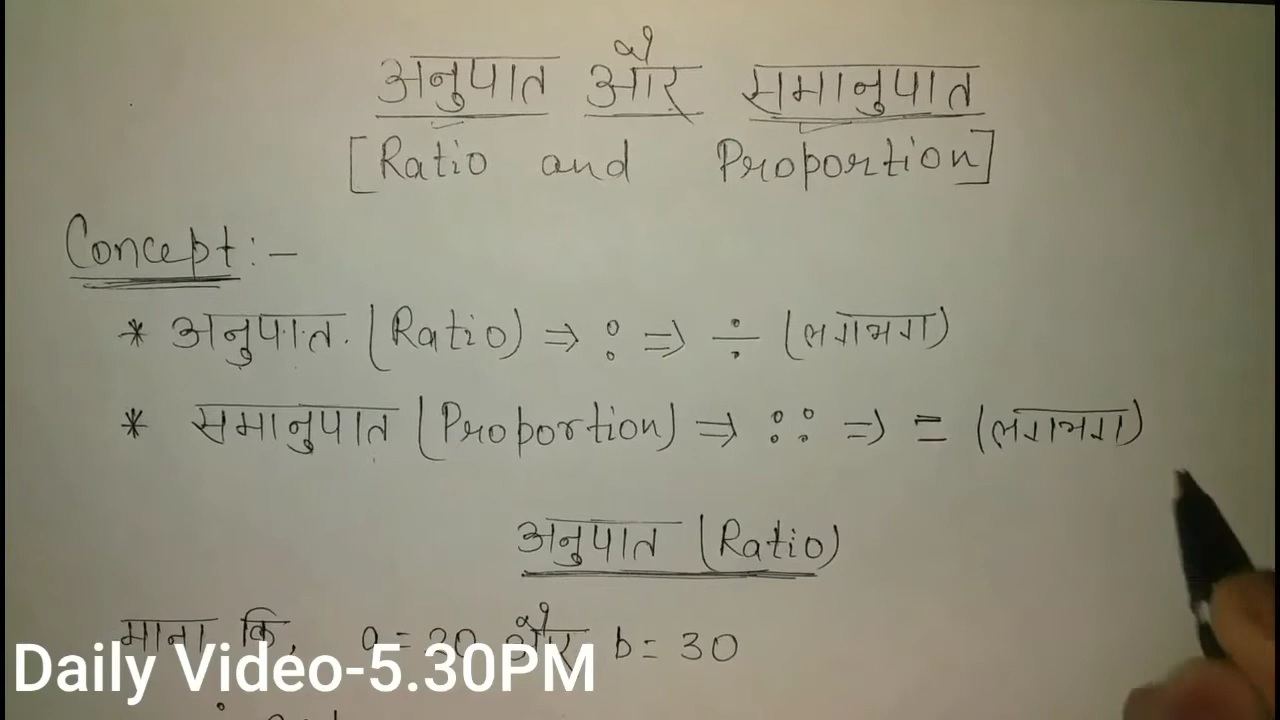 अनुपात और समानुपात
[Ratio and Proportion]
Concept:-
* अनुपात (Ratio) ⇒ : ⇒ ÷ (लगभग)
* समानुपात (Proportion) ⇒ :: ⇒ = (लगभग)
अनुपात (Ratio)
माना कि, a = 20 और b = 30
Daily Video-5.30PM